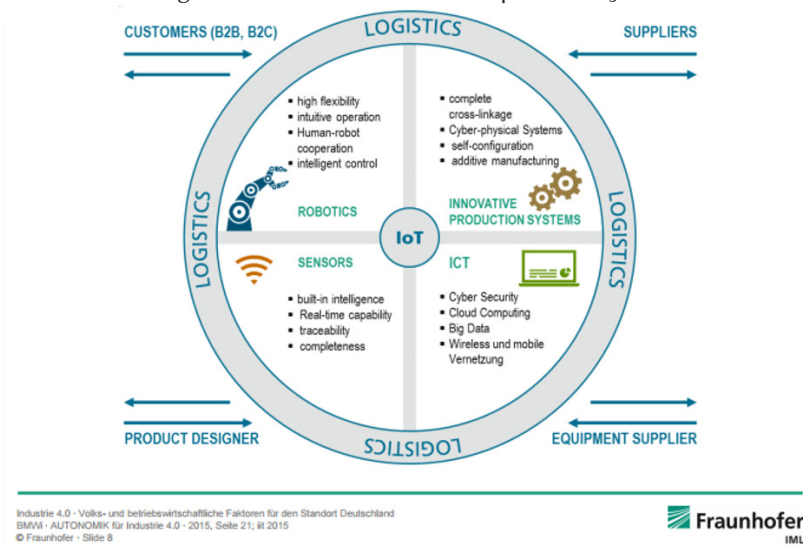 LOGISTICS
CUSTOMERS (B2B, B2C)
SUPPLIERS
▪ high flexibility
▪ intuitive operation
▪ Human-robot
cooperation
▪ intelligent control
▪ complete
cross-linkage
▪ Cyber-physical Systems
▪ self-configuration
▪ additive manufacturing
LOGISTICS
ROBOTICS
INNOVATIVE
PRODUCTION SYSTEMS
LOGISTICS
IoT
SENSORS
ICT
▪ built-in intelligence
▪ Real-time capability
▪ traceability
▪ completeness
▪ Cyber Security
▪ Cloud Computing
▪ Big Data
▪ Wireless und mobile
Vernetzung
PRODUCT DESIGNER
EQUIPMENT SUPPLIER
LOGISTICS
Industrie 4.0 - Volks- und betriebswirtschaftliche Faktoren für den Standort Deutschland
BMWi - AUTONOMIK für Industrie 4.0 - 2015, Seite 21; iit 2015
© Fraunhofer - Slide 8
Fraunhofer
IML